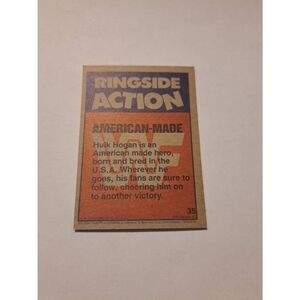 RINGSIDE
ACTION
AMERICAN-MADE
Hulk Hogan is an
American made hero,
born and bred in the
U.S.A. Wherever he
goes, his fans are sure to
follow, cheering him on
to another victory.
35